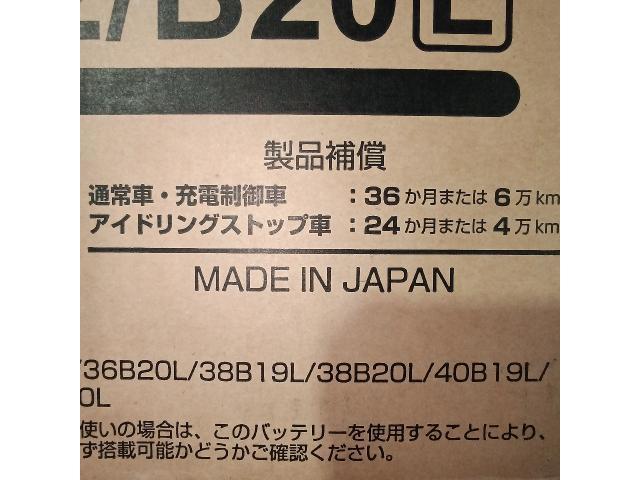 L/B20 L
製品補償
通常車・充電制御車 :36か月または6万km
アイドリングストップ車 :24か月または4万km
MADE IN JAPAN
/36B20L/38B19L/38B20L/40B19L/
0L
使いの場合は、このバッテリーを使用することにより、
ず搭載可能かどうかご確認ください。